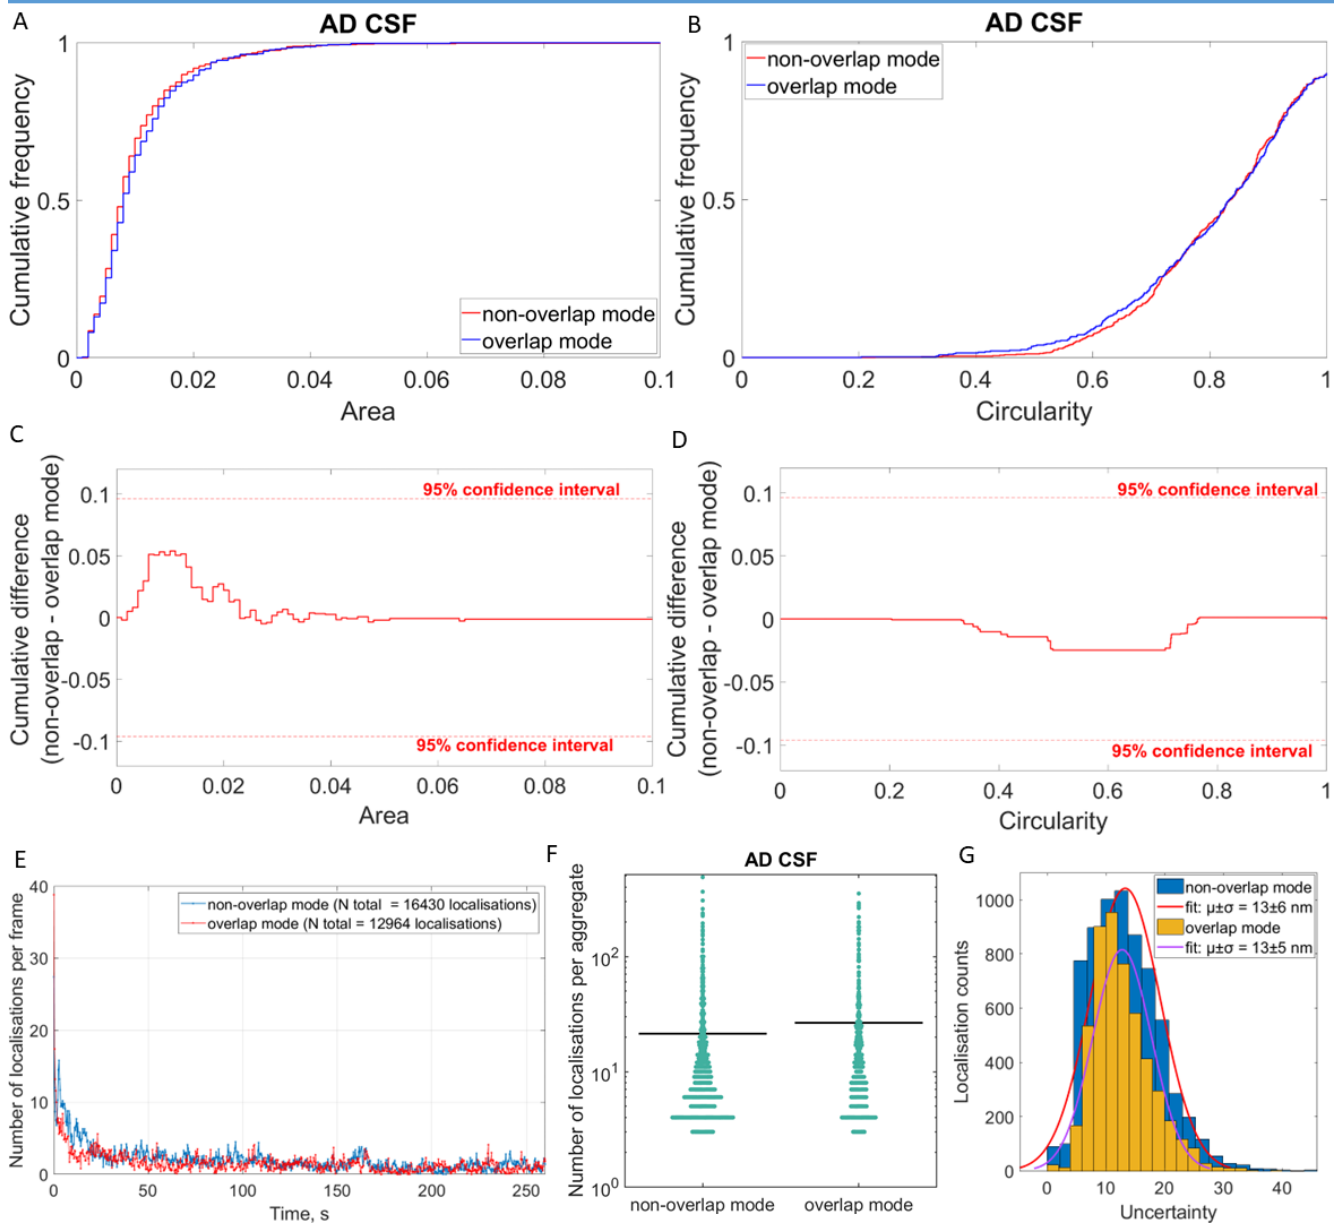 A
AD CSF
Cumulative frequency
1
0.5
0
non-overlap mode
overlap mode
0
0.02
0.04
0.06
0.08
0.1
Area
B
AD CSF
Cumulative frequency
1
0.5
0
non-overlap mode
overlap mode
0
0.2
0.4
0.6
0.8
1
Circularity
C
Cumulative difference
(non-overlap - overlap mode)
0.1
0.05
0
-0.05
-0.1
95% confidence interval
95% confidence interval
0
0.02
0.04
0.06
0.08
0.1
Area
D
Cumulative difference
(non-overlap - overlap mode)
0.1
0.05
0
-0.05
-0.1
95% confidence interval
95% confidence interval
0
0.2
0.4
0.6
0.8
1
Circularity
E
Number of localisations per frame
40
30
20
10
0
non-overlap mode (N total = 16430 localisations)
overlap mode (N total = 12964 localisations)
0
50
100
150
200
250
Time, s
F
AD CSF
Number of localisations per aggregate
10²
10¹
10⁰
non-overlap mode
overlap mode
G
Localisation counts
1000
800
600
400
200
0
non-overlap mode
fit: μ±σ = 13±6 nm
overlap mode
fit: μ±σ = 13±5 nm
0
10
20
30
40
Uncertainty